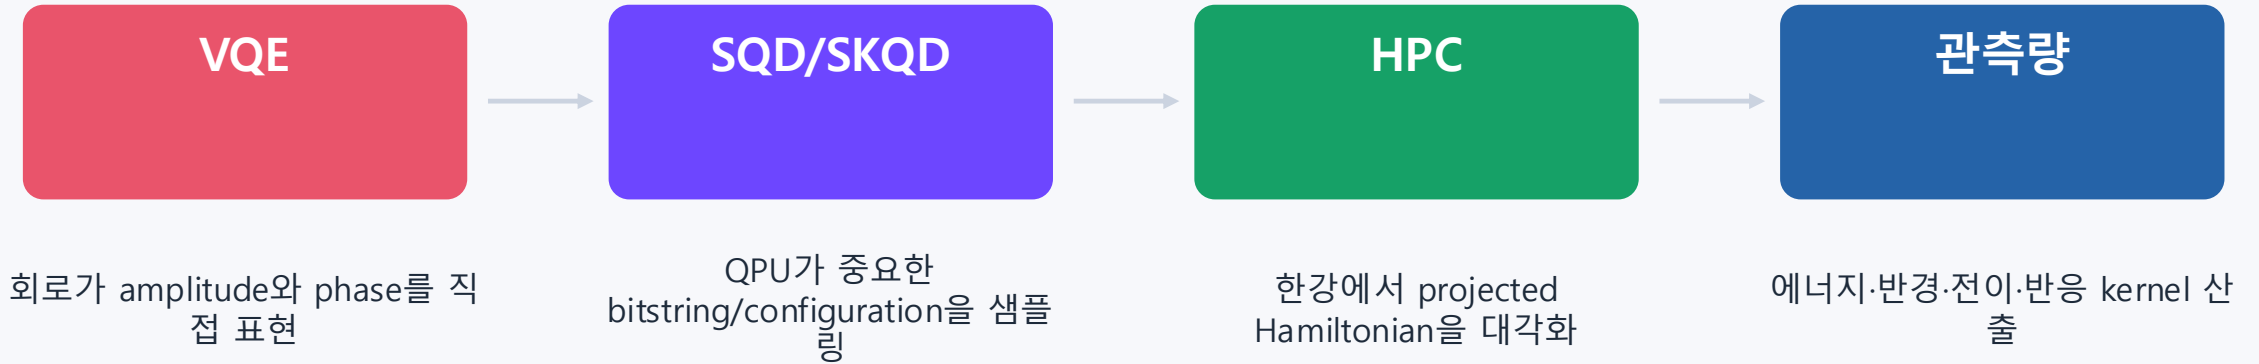 VQE
SQD/SKQD
HPC
관측량
회로가 amplitude와 phase를 직
접 표현
QPU가 중요한
bitstring/configuration을 샘플
링
한강에서 projected
Hamiltonian을 대각화
에너지·반경·전이·반응 kernel 산
출